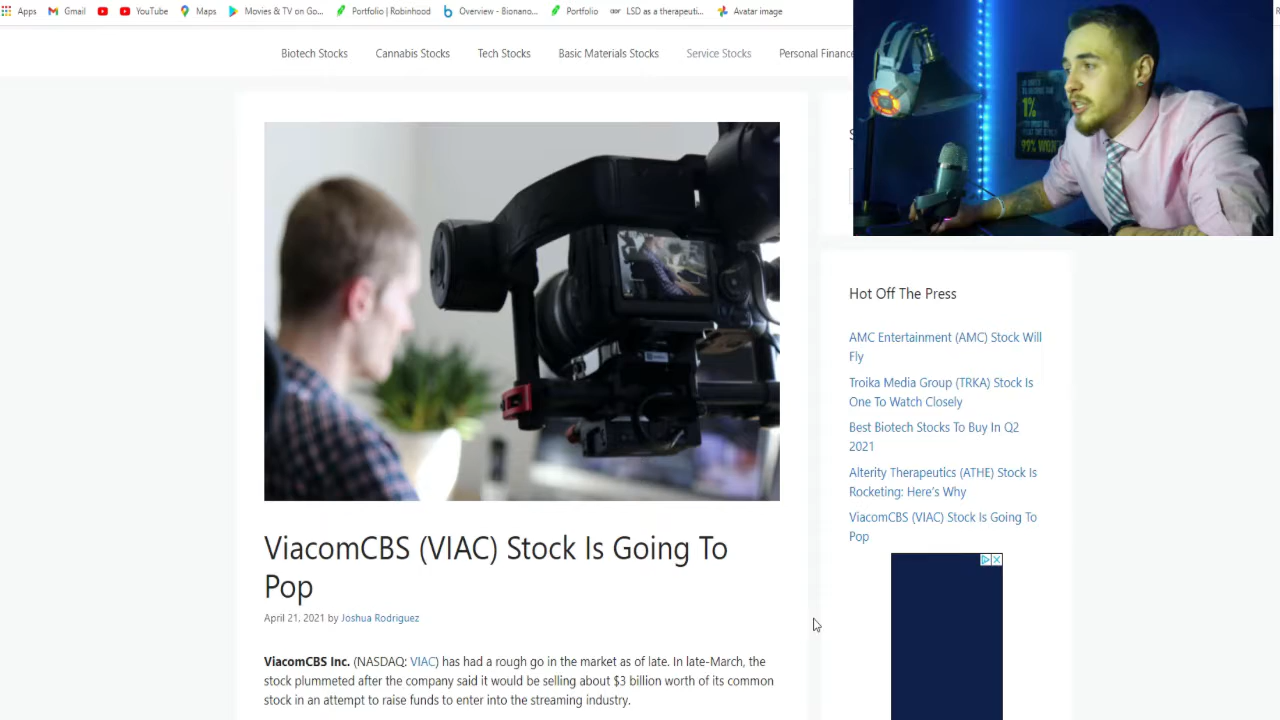 Apps Gmail YouTube Maps Movies & TV on Go... Portfolio | Robinhood Overview - Bionano... Portfolio LSD as a therapeuti... Avatar image
Biotech Stocks Cannabis Stocks Tech Stocks Basic Materials Stocks Service Stocks Personal Finance
1%
99% WON'T
Hot Off The Press
AMC Entertainment (AMC) Stock Will
Fly
Troika Media Group (TRKA) Stock Is
One To Watch Closely
Best Biotech Stocks To Buy In Q2
2021
Alterity Therapeutics (ATHE) Stock Is
Rocketing: Here's Why
ViacomCBS (VIAC) Stock Is Going To
Pop
ViacomCBS (VIAC) Stock Is Going To
Pop
April 21, 2021 by Joshua Rodriguez
ViacomCBS Inc. (NASDAQ: VIAC) has had a rough go in the market as of late. In late-March, the
stock plummeted after the company said it would be selling about $3 billion worth of its common
stock in an attempt to raise funds to enter into the streaming industry.